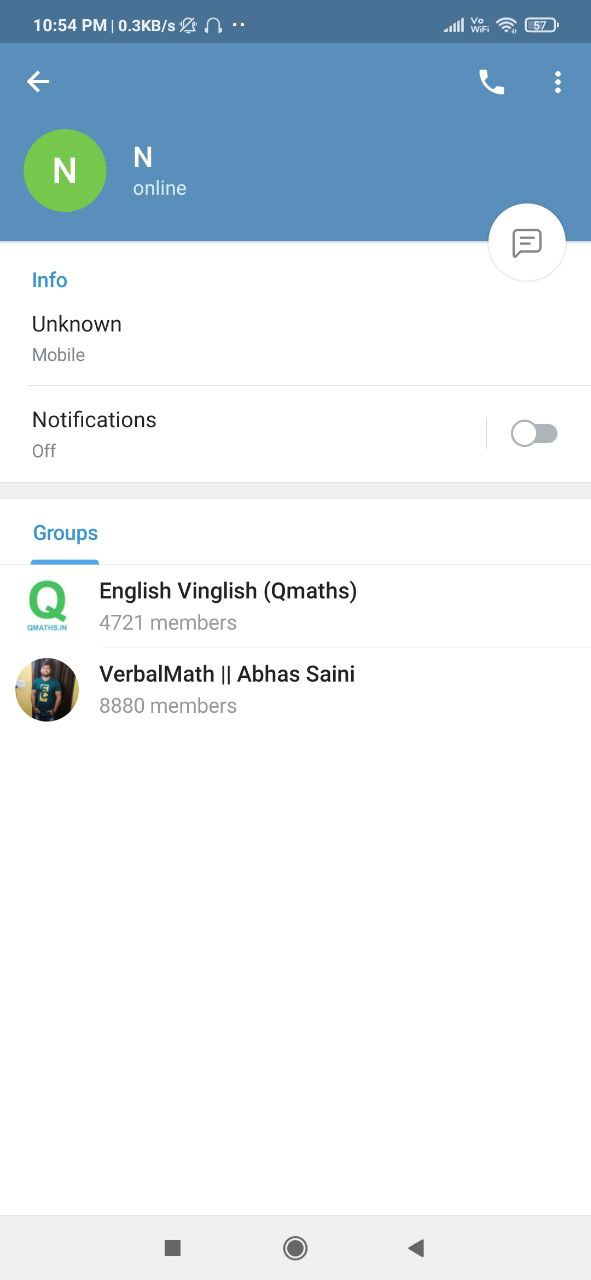 10:54 PM | 0.3KB/s
Vo
WiFi
57
N
N
online
Info
Unknown
Mobile
Notifications
Off
Groups
Q
QMATHS.IN
English Vinglish (Qmaths)
4721 members
VerbalMath || Abhas Saini
8880 members